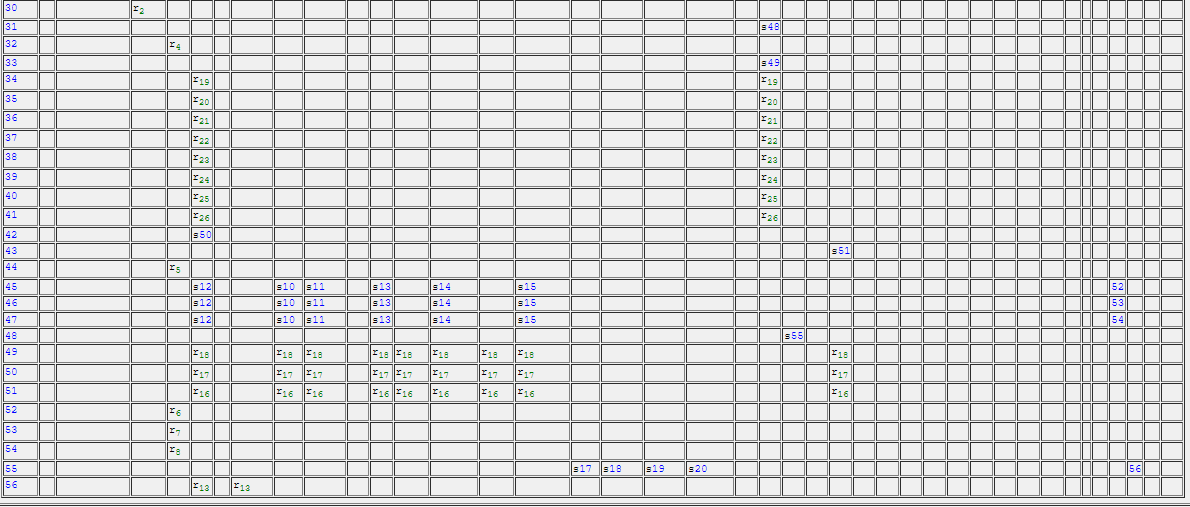 30 r2
31 s48
32 r4
33 s49
34 r19 r19
35 r20 r20
36 r21 r21
37 r22 r22
38 r23 r23
39 r24 r24
40 r25 r25
41 r26 r26
42 s50
43 s51
44 r5
45 s12 s10 s11 s13 s14 s15 52
46 s12 s10 s11 s13 s14 s15 53
47 s12 s10 s11 s13 s14 s15 54
48 s55
49 r18 r18 r18 r18 r18 r18 r18 r18 r18
50 r17 r17 r17 r17 r17 r17 r17 r17 r17
51 r16 r16 r16 r16 r16 r16 r16 r16 r16
52 r6
53 r7
54 r8
55 s17 s18 s19 s20 56
56 r13 r13